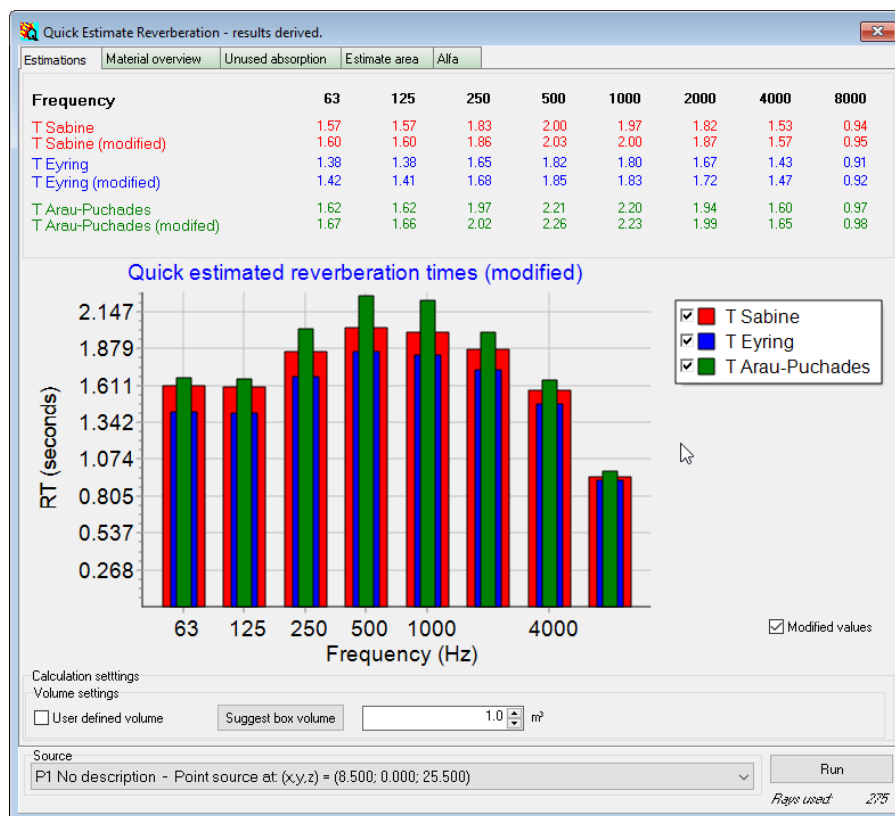 Quick Estimate Reverberation - results derived.
Estimations Material overview Unused absorption Estimate area Alfa
Frequency 63 125 250 500 1000 2000 4000 8000
T Sabine 1.57 1.57 1.83 2.00 1.97 1.82 1.53 0.94
T Sabine (modified) 1.60 1.60 1.86 2.03 2.00 1.87 1.57 0.95
T Eyring 1.38 1.38 1.65 1.82 1.80 1.67 1.43 0.91
T Eyring (modified) 1.42 1.41 1.68 1.85 1.83 1.72 1.47 0.92
T Arau-Puchades 1.62 1.62 1.97 2.21 2.20 1.94 1.60 0.97
T Arau-Puchades (modifed) 1.67 1.66 2.02 2.26 2.23 1.99 1.65 0.98
Quick estimated reverberation times (modified)
2.147
1.879
1.611
1.342
1.074
0.805
0.537
0.268
RT (seconds)
63 125 250 500 1000 4000
Frequency (Hz)
T Sabine
T Eyring
T Arau-Puchades
Modified values
Calculation setttings
Volume settings
User defined volume Suggest box volume 1.0 m³
Source
P1 No description - Point source at: (x,y,z) = (8.500; 0.000; 25.500)
Run
Rays used: 275